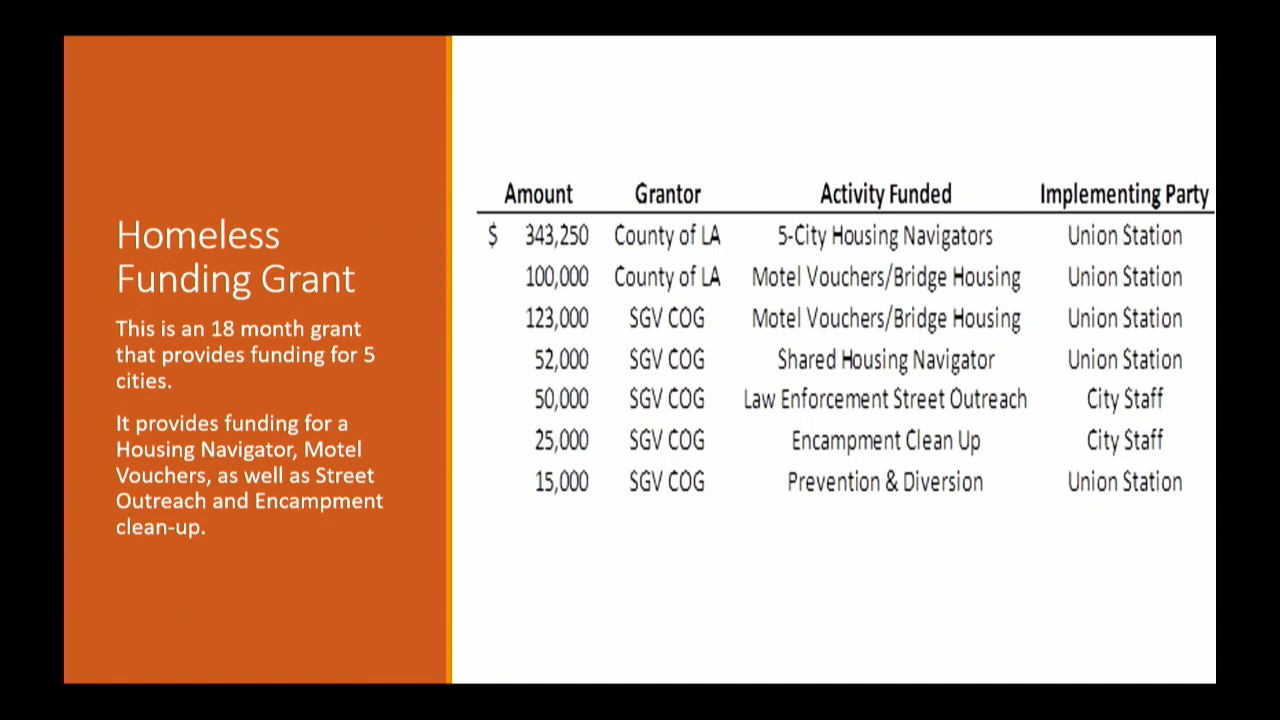 Homeless
Funding Grant
This is an 18 month grant
that provides funding for 5
cities.
It provides funding for a
Housing Navigator, Motel
Vouchers, as well as Street
Outreach and Encampment
clean-up.
Amount Grantor Activity Funded Implementing Party
$ 343,250 County of LA 5-City Housing Navigators Union Station
100,000 County of LA Motel Vouchers/Bridge Housing Union Station
123,000 SGV COG Motel Vouchers/Bridge Housing Union Station
52,000 SGV COG Shared Housing Navigator Union Station
50,000 SGV COG Law Enforcement Street Outreach City Staff
25,000 SGV COG Encampment Clean Up City Staff
15,000 SGV COG Prevention & Diversion Union Station